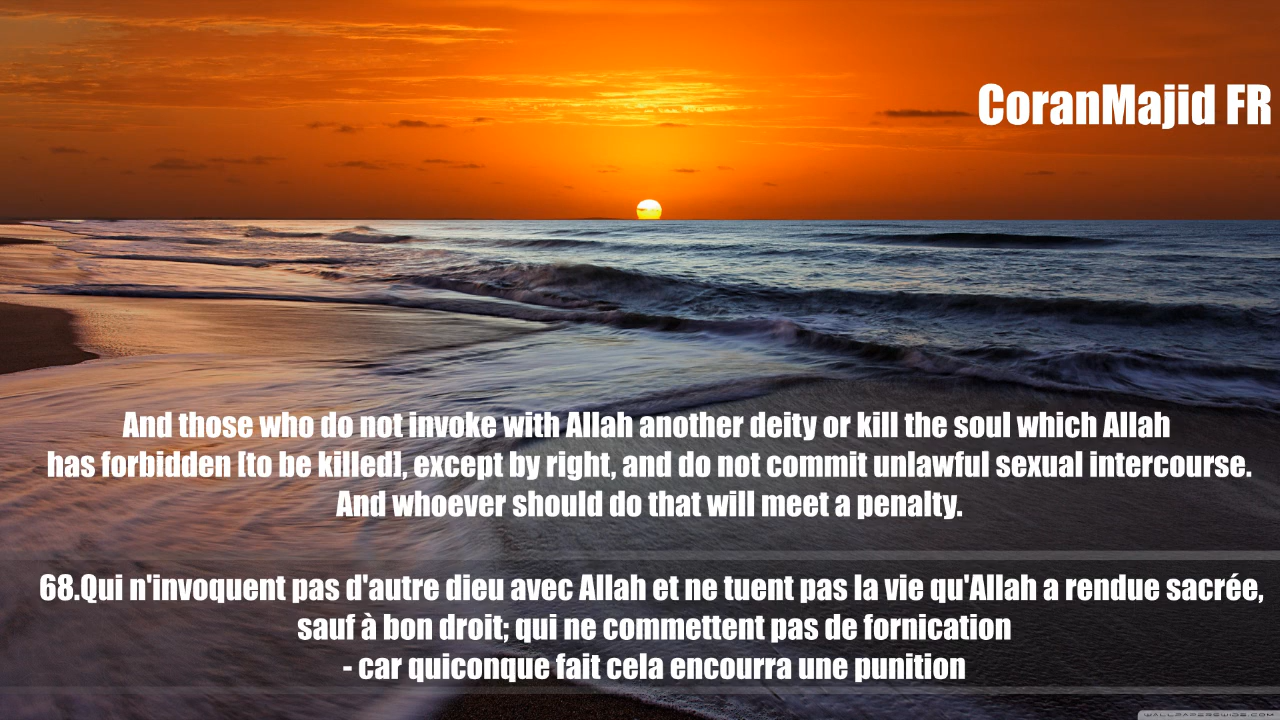 CoranMajid FR
And those who do not invoke with Allah another deity or kill the soul which Allah
has forbidden [to be killed], except by right, and do not commit unlawful sexual intercourse.
And whoever should do that will meet a penalty.
68.Qui n'invoquent pas d'autre dieu avec Allah et ne tuent pas la vie qu'Allah a rendue sacrée,
sauf à bon droit; qui ne commettent pas de fornication
- car quiconque fait cela encourra une punition
WALLPAPERSWIDE.COM